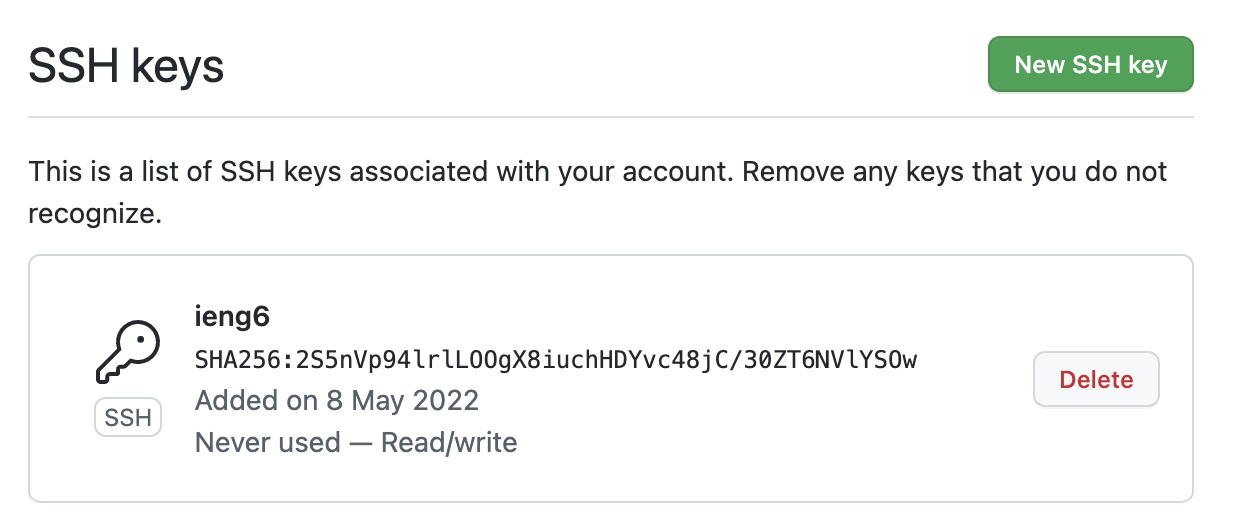 SSH keys
New SSH key
This is a list of SSH keys associated with your account. Remove any keys that you do not
recognize.
ieng6
SHA256:2S5nVp94lrlLOOgX8iuchHDYvc48jC/30ZT6NVlYSOw
Added on 8 May 2022
Never used — Read/write
SSH
Delete